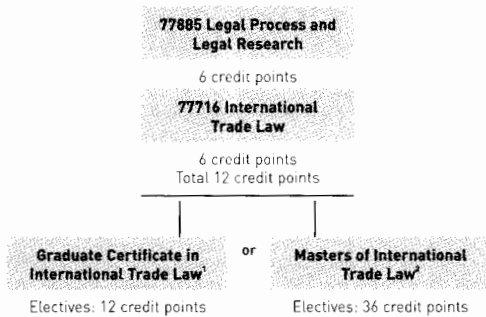 77885 Legal Process and
Legal Research
6 credit points
77716 International
Trade Law
6 credit points
Total 12 credit points
Graduate Certificate in
International Trade Law¹
or
Masters of International
Trade Law²
Electives: 12 credit points
Electives: 36 credit points